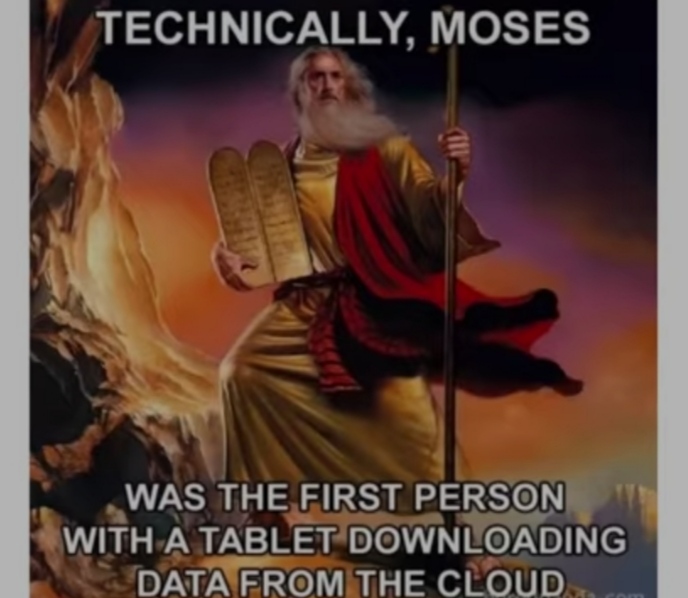 TECHNICALLY, MOSES
WAS THE FIRST PERSON
WITH A TABLET DOWNLOADING
DATA FROM THE CLOUD